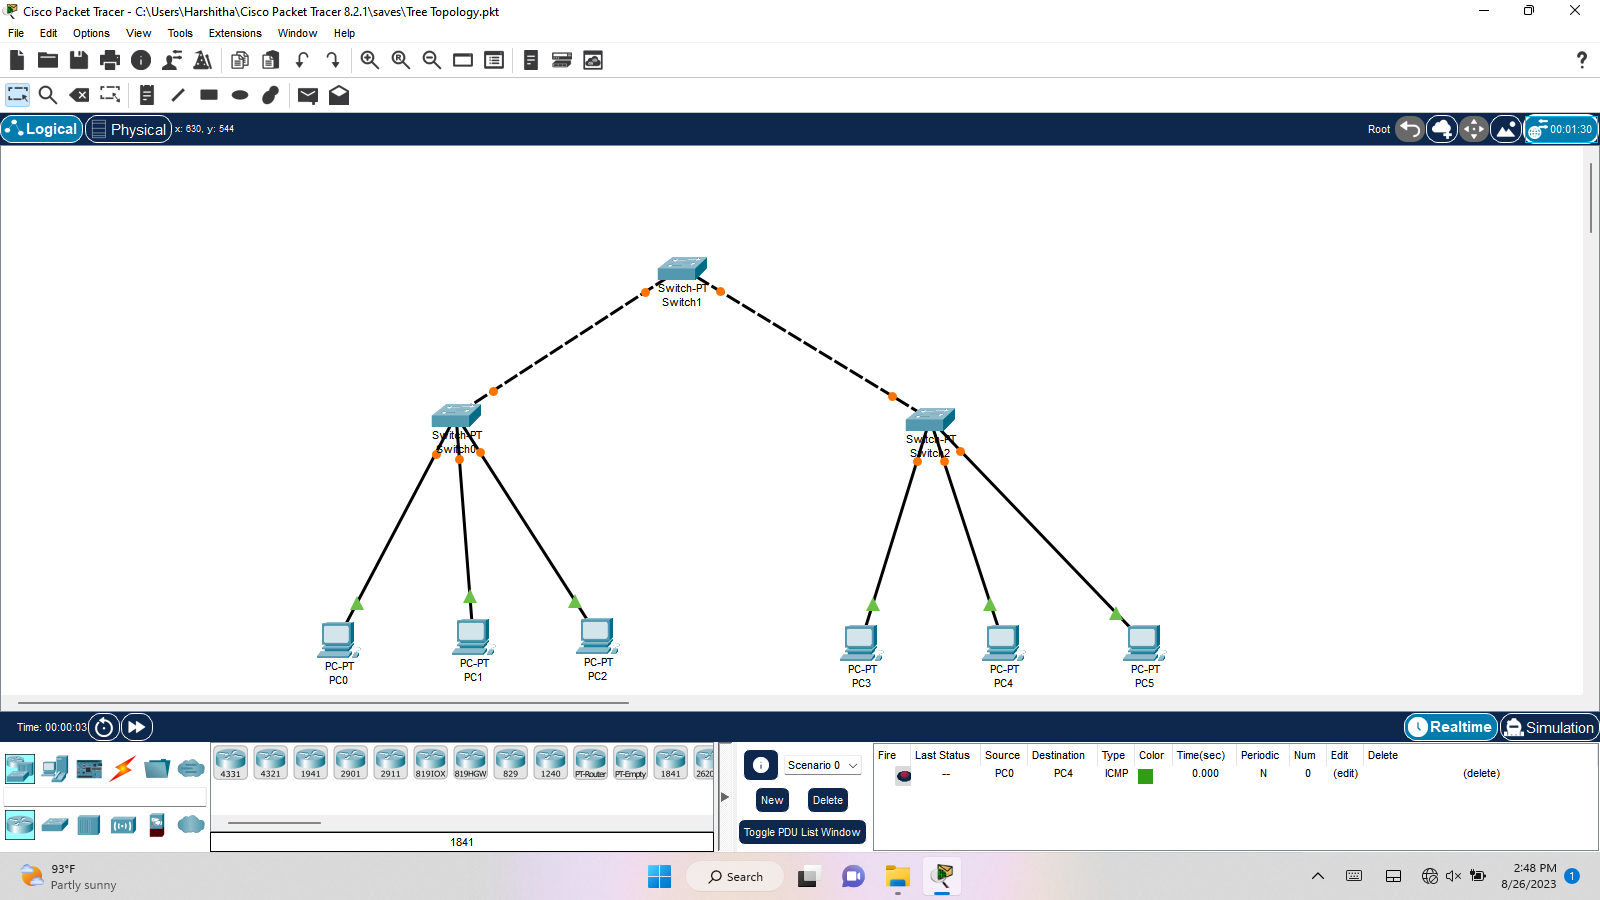 Cisco Packet Tracer - C:\Users\Harshitha\Cisco Packet Tracer 8.2.1\saves\Tree Topology.pkt
File Edit Options View Tools Extensions Window Help
Logical Physical x: 630, y: 544 Root 00:01:30
Switch-PT
Switch1
Switch-PT
Switch0
Switch-PT
Switch2
PC-PT
PC0
PC-PT
PC1
PC-PT
PC2
PC-PT
PC3
PC-PT
PC4
PC-PT
PC5
Time: 00:00:03 Realtime Simulation
4331 4321 1941 2901 2911 819IOX 819HGW 829 1240 PT-Router PT-Empty 1841 2620
1841
Scenario 0
New Delete
Toggle PDU List Window
Fire Last Status Source Destination Type Color Time(sec) Periodic Num Edit Delete
-- PC0 PC4 ICMP 0.000 N 0 (edit) (delete)
93°F
Partly sunny
Search
2:48 PM
8/26/2023
1